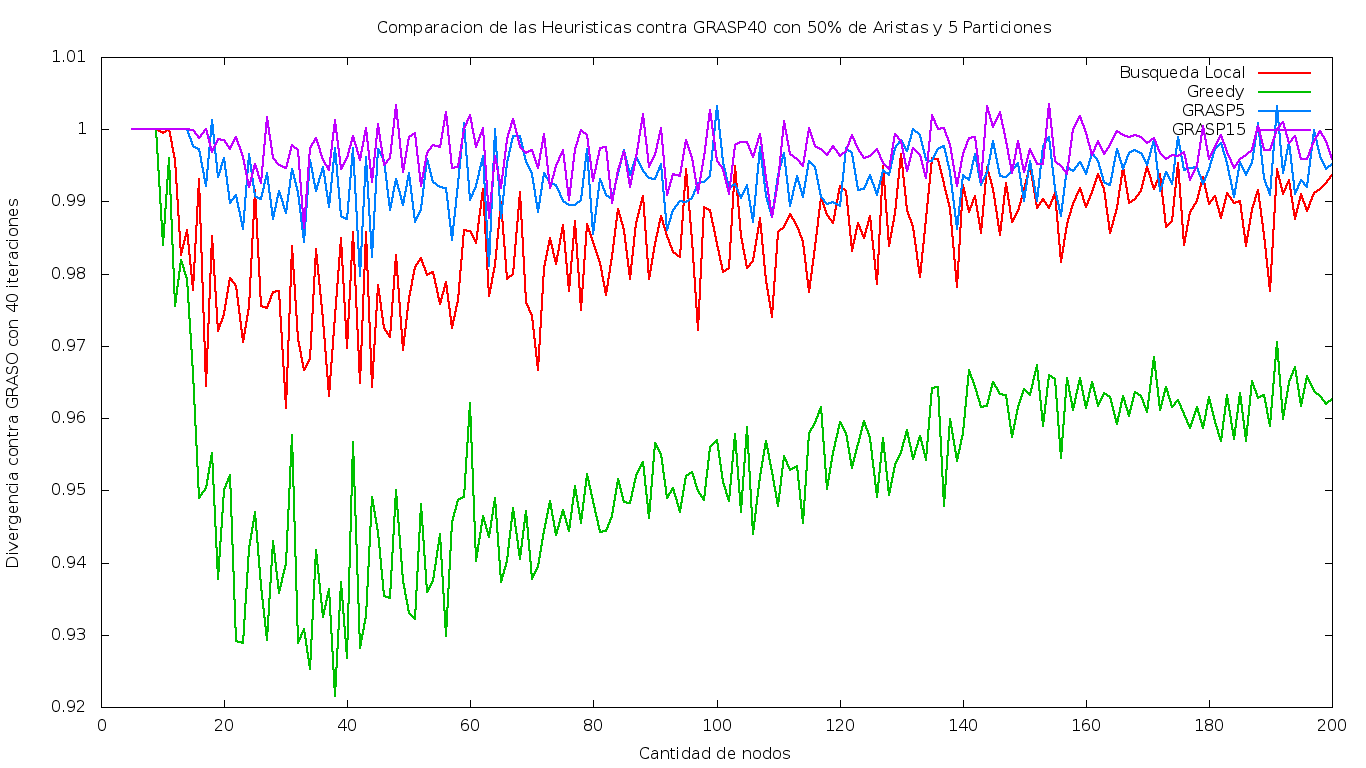 Comparacion de las Heuristicas contra GRASP40 con 50% de Aristas y 5 Particiones
Divergencia contra GRASO con 40 iteraciones
1.01
1
0.99
0.98
0.97
0.96
0.95
0.94
0.93
0.92
Busqueda Local
Greedy
GRASP5
GRASP15
0 20 40 60 80 100 120 140 160 180 200
Cantidad de nodos